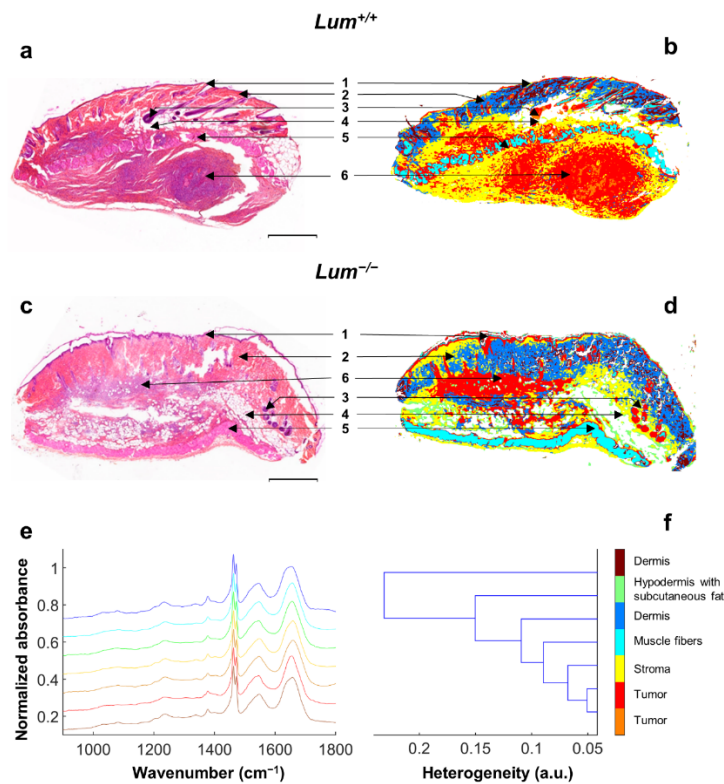 Lum+/+
a
b
1
2
3
4
5
6
Lum−/−
c
d
1
2
6
3
4
5
e
f
Normalized absorbance
1
0.8
0.6
0.4
0.2
1000 1200 1400 1600 1800
Wavenumber (cm−1)
0.2 0.15 0.1 0.05
Heterogeneity (a.u.)
Dermis
Hypodermis with
subcutaneous fat
Dermis
Muscle fibers
Stroma
Tumor
Tumor